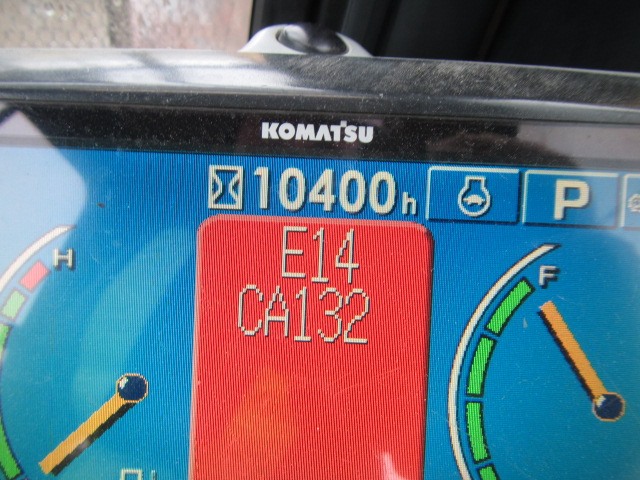 KOMATSU
10400h
P
E14
CA132
H
F